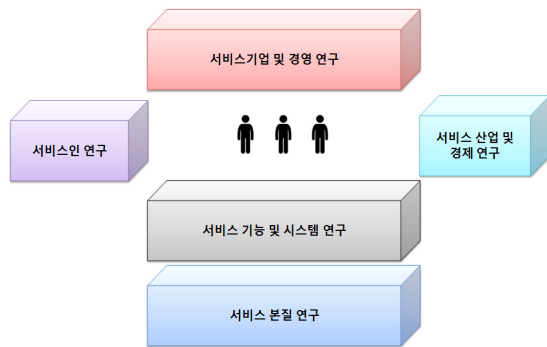 서비스기업 및 경영 연구
서비스인 연구
서비스 산업 및
경제 연구
서비스 기능 및 시스템 연구
서비스 본질 연구